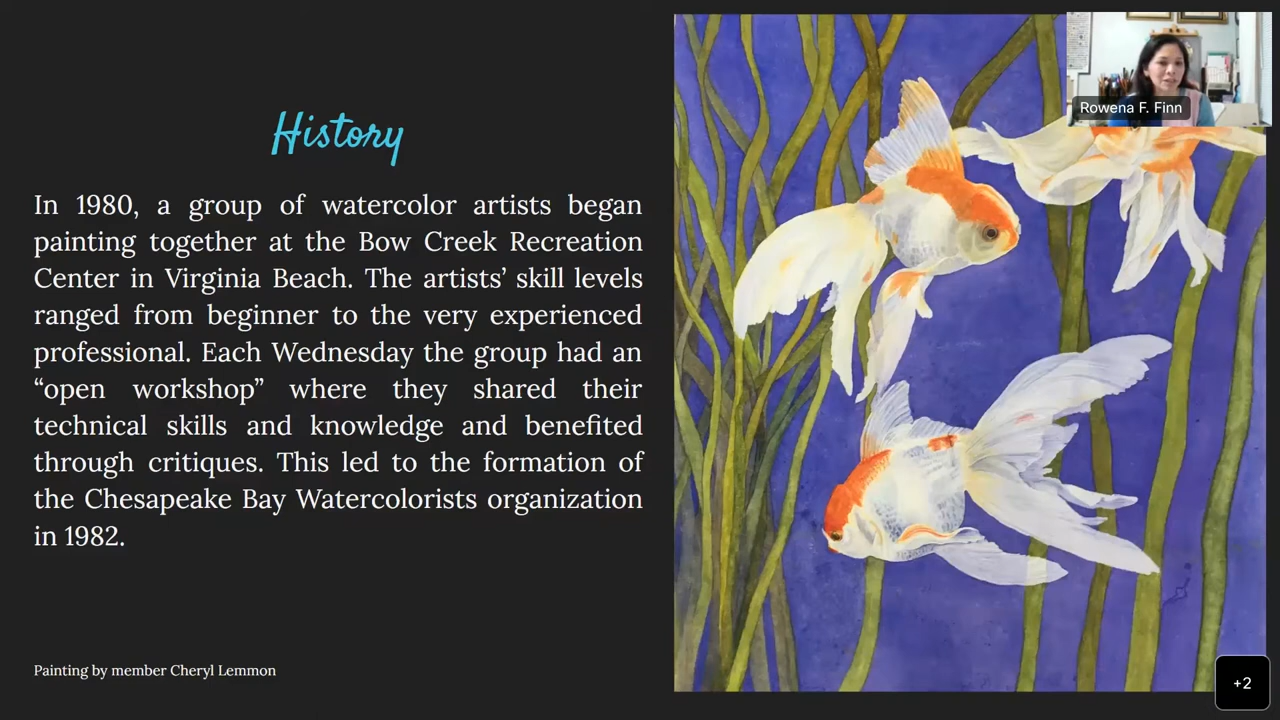 History
In 1980, a group of watercolor artists began
painting together at the Bow Creek Recreation
Center in Virginia Beach. The artists’ skill levels
ranged from beginner to the very experienced
professional. Each Wednesday the group had an
“open workshop” where they shared their
technical skills and knowledge and benefited
through critiques. This led to the formation of
the Chesapeake Bay Watercolorists organization
in 1982.
Painting by member Cheryl Lemmon
Rowena F. Finn
+2